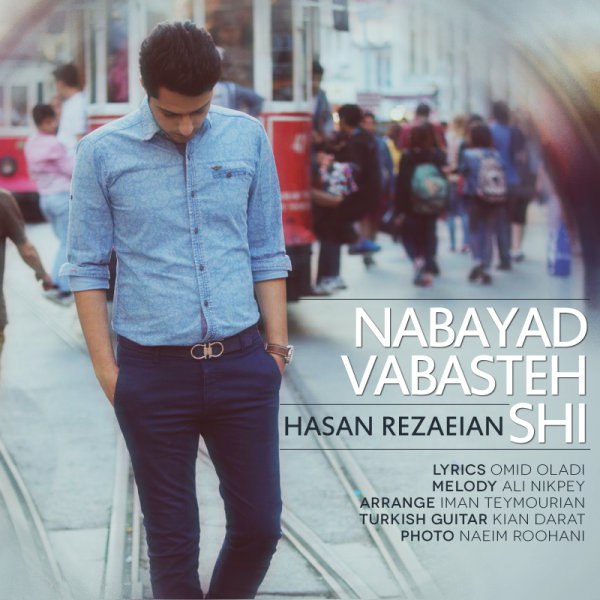 NABAYAD
VABASTEH
HASAN REZAEIAN SHI
LYRICS OMID OLADI
MELODY ALI NIKPEY
ARRANGE IMAN TEYMOURIAN
TURKISH GUITAR KIAN DARAT
PHOTO NAEIM ROOHANI